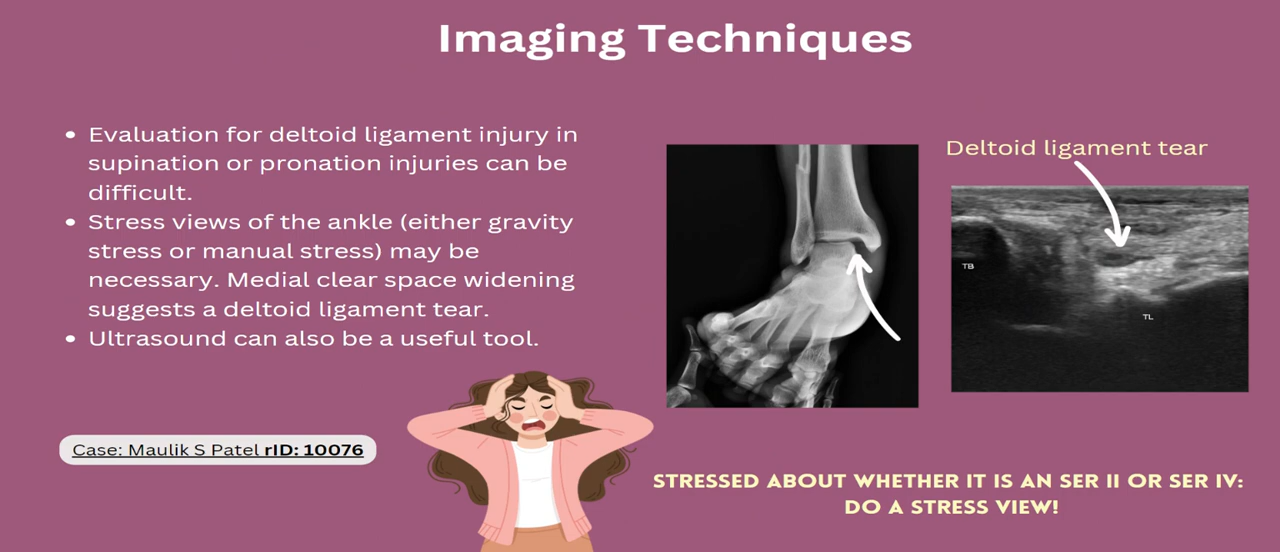 Imaging Techniques
• Evaluation for deltoid ligament injury in
supination or pronation injuries can be
difficult.
• Stress views of the ankle (either gravity
stress or manual stress) may be
necessary. Medial clear space widening
suggests a deltoid ligament tear.
• Ultrasound can also be a useful tool.
Case: Maulik S Patel rID: 10076
Deltoid ligament tear
TB
TL
STRESSED ABOUT WHETHER IT IS AN SER II OR SER IV:
DO A STRESS VIEW!